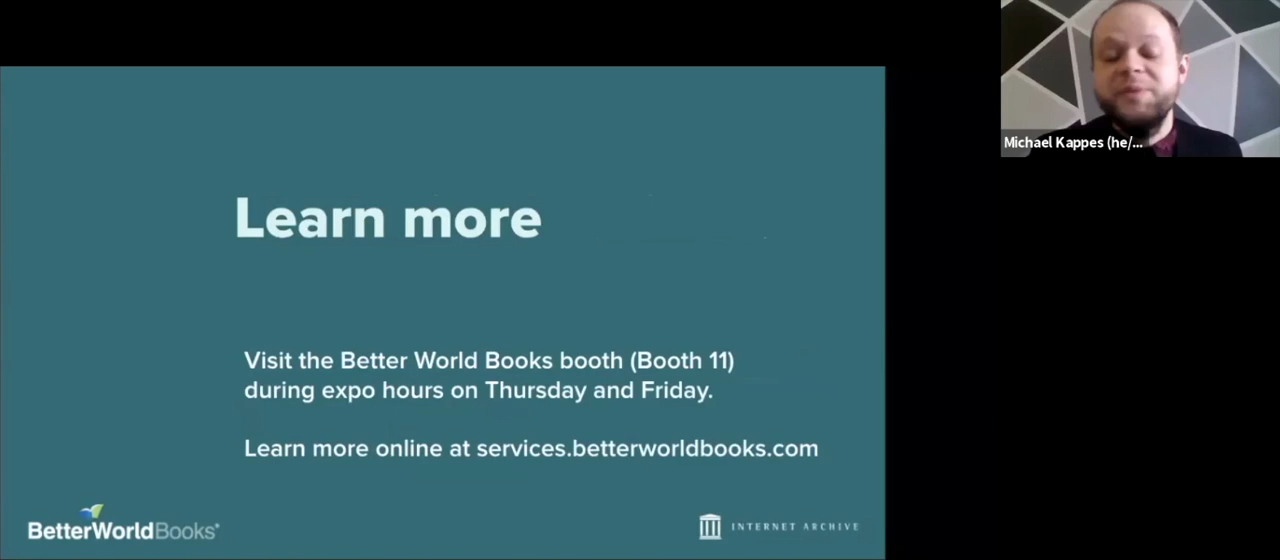 Michael Kappes (he/...
Learn more
Visit the Better World Books booth (Booth 11)
during expo hours on Thursday and Friday.
Learn more online at services.betterworldbooks.com
BetterWorldBooks
INTERNET ARCHIVE